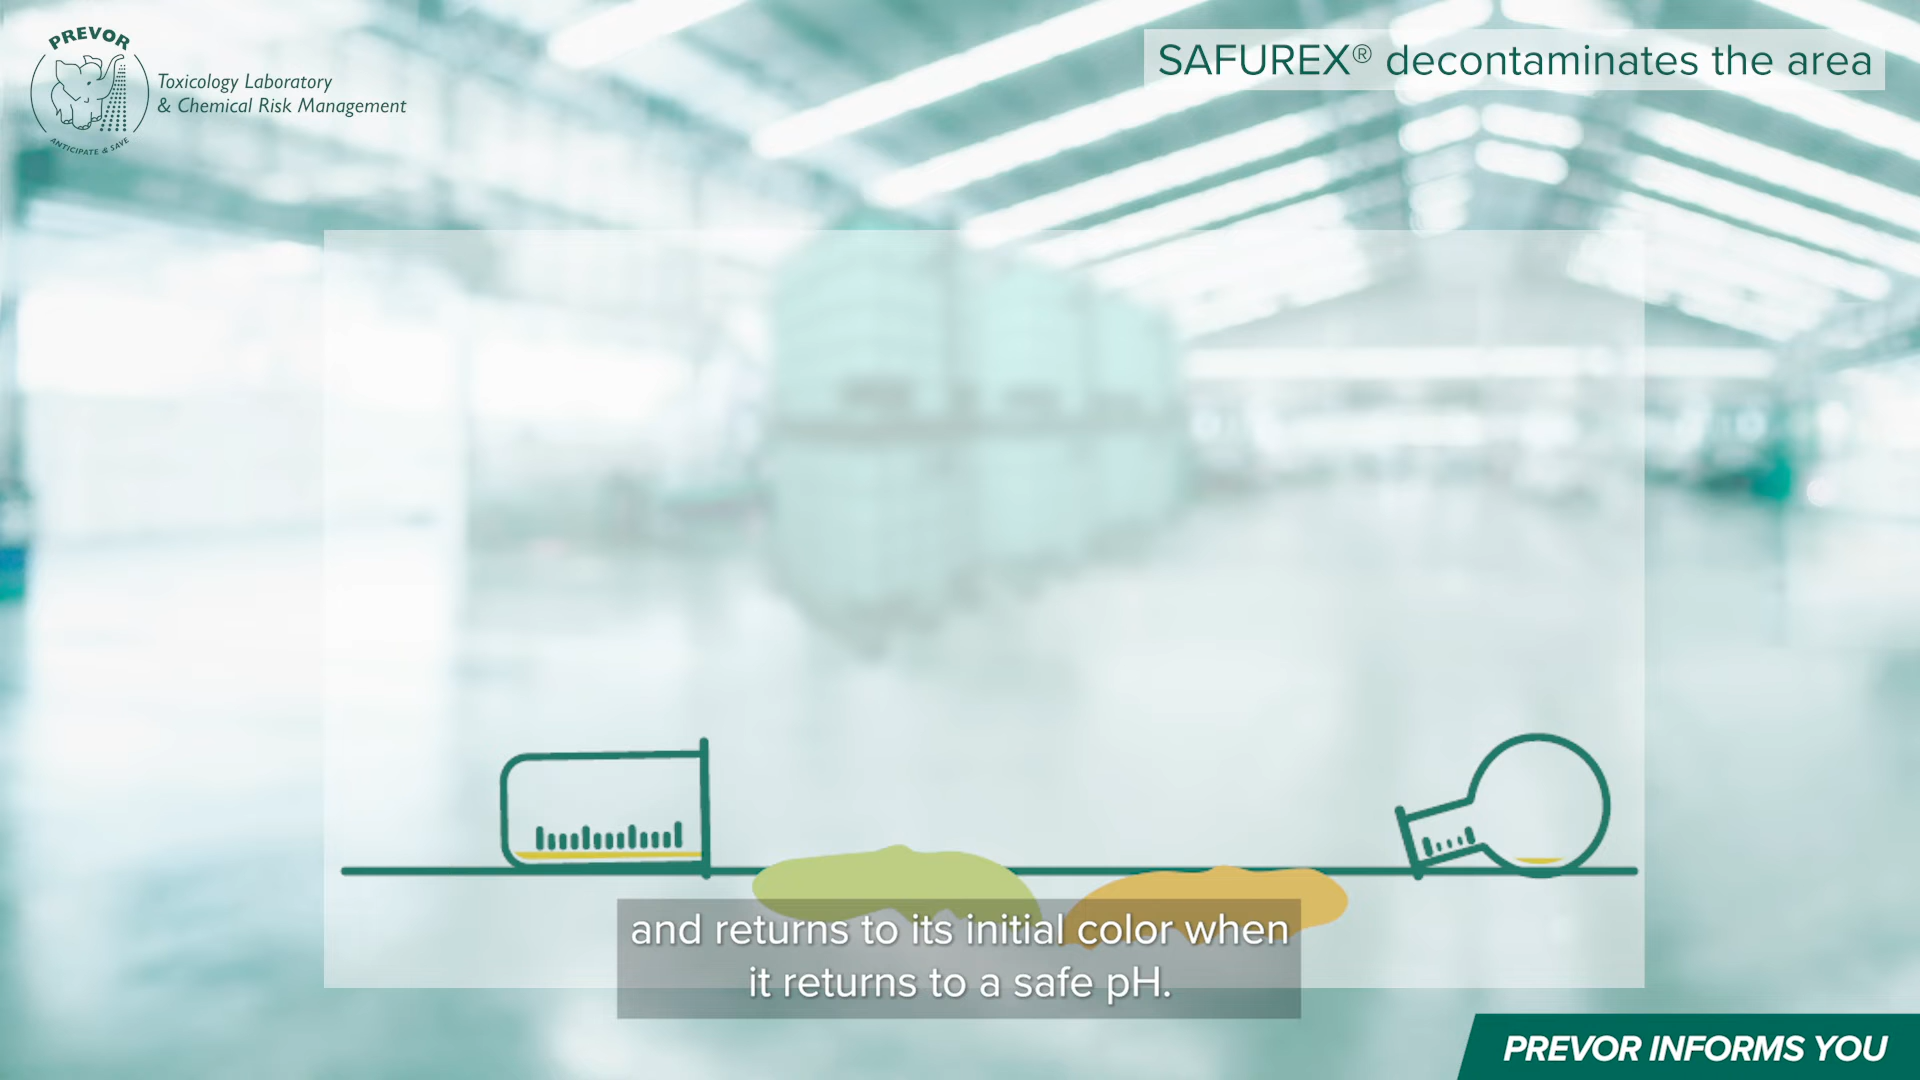 PREVOR
Toxicology Laboratory
& Chemical Risk Management
ANTICIPATE & SAVE
SAFUREX® decontaminates the area
and returns to its initial color when
it returns to a safe pH.
PREVOR INFORMS YOU